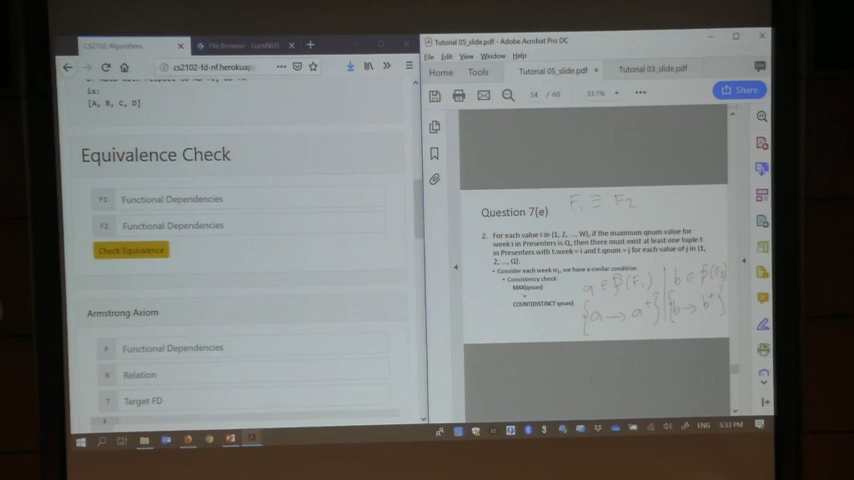 CS2102 Algorithms
File Browser - LumiNUS
cs2102-fd-nf.herokuap
is:
[A, B, C, D]
Equivalence Check
F1 Functional Dependencies
F2 Functional Dependencies
Check Equivalence
Armstrong Axiom
F Functional Dependencies
R Relation
T Target FD
1
Tutorial 05_slide.pdf - Adobe Acrobat Pro DC
File Edit View Window Help
Home Tools Tutorial 05_slide.pdf Tutorial 03_slide.pdf
54 / 60 33.1% Share
Question 7(e)
F1 ≡ F2
2. For each value i in {1, 2, ..., W}, if the maximum qnum value for
week i in Presenters is Q, then there must exist at least one tuple t
in Presenters with t.week = i and t.qnum = j for each value of j in {1,
2, ..., Q}.
• Consider each week w, we have a similar condition
• Consistency check
MAX(qnum)
=
COUNT(DISTINCT qnum)
a ∈ P(F1) | b ∈ P(F2)
{a → a+} | {b → b+}
ENG 5:33 PM